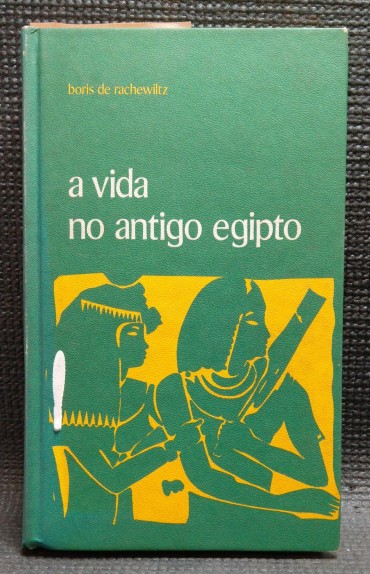 boris de rachewiltz
a vida
no antigo egipto